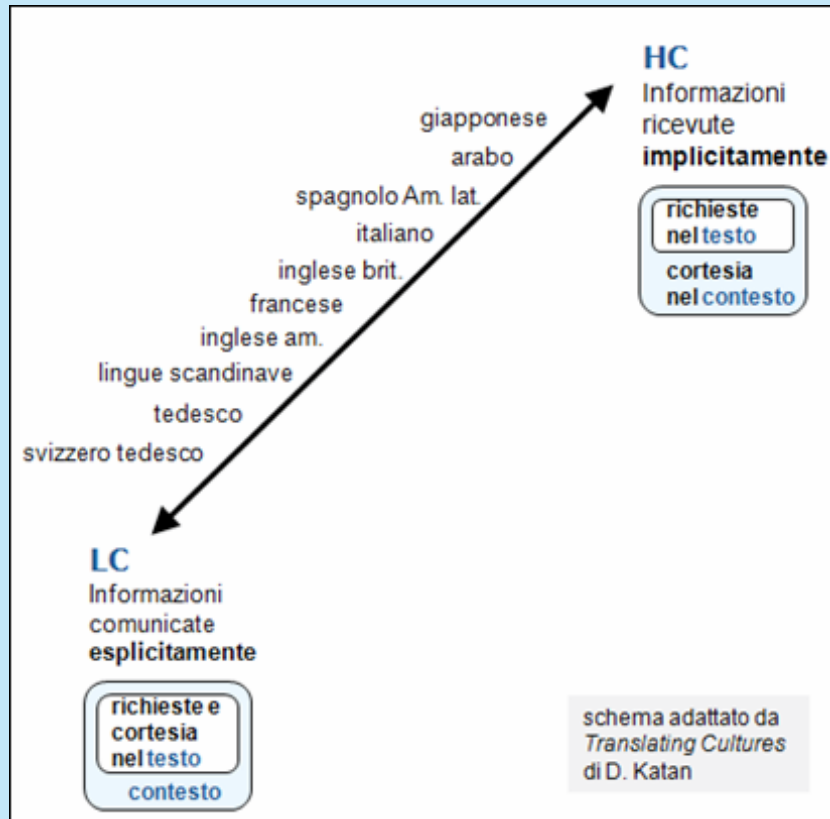 HC
Informazioni
ricevute
implicitamente
richieste
nel testo
cortesia
nel contesto
giapponese
arabo
spagnolo Am. lat.
italiano
inglese brit.
francese
inglese am.
lingue scandinave
tedesco
svizzero tedesco
LC
Informazioni
comunicate
esplicitamente
richieste e
cortesia
nel testo
contesto
schema adattato da
Translating Cultures
di D. Katan